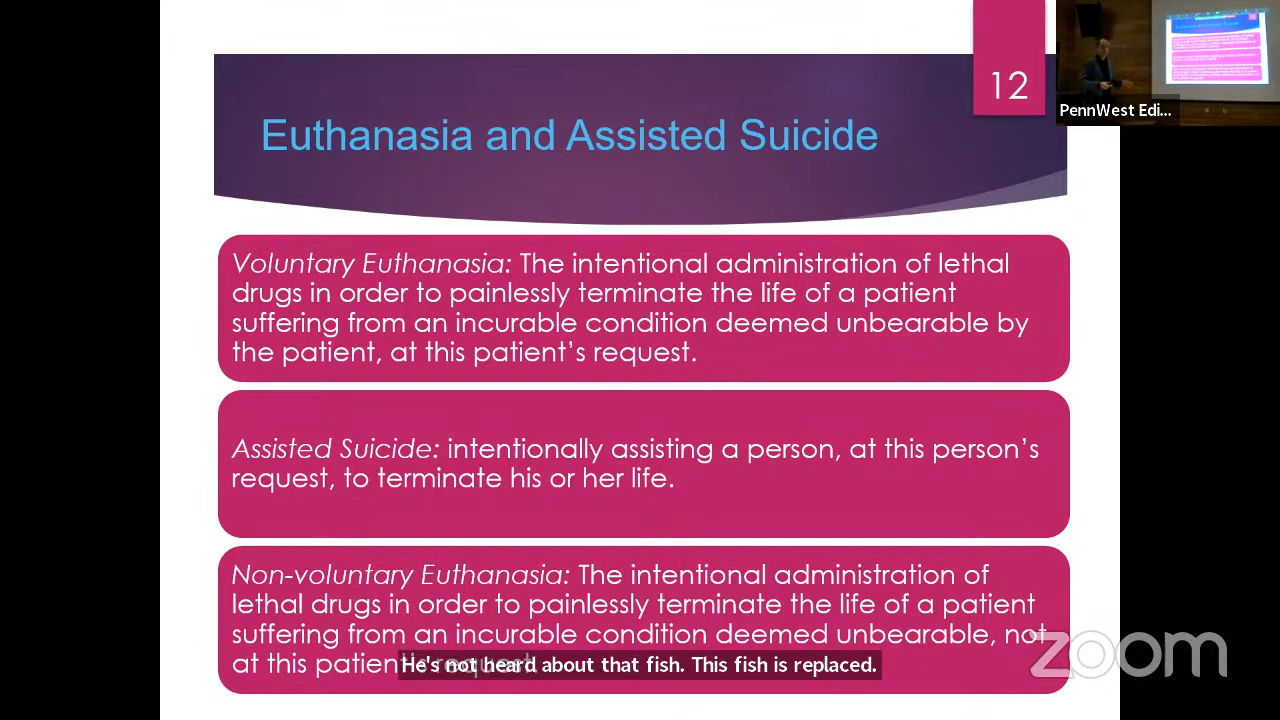 12
PennWest Edi...
Euthanasia and Assisted Suicide
Voluntary Euthanasia: The intentional administration of lethal
drugs in order to painlessly terminate the life of a patient
suffering from an incurable condition deemed unbearable by
the patient, at this patient’s request.
Assisted Suicide: intentionally assisting a person, at this person’s
request, to terminate his or her life.
Non-voluntary Euthanasia: The intentional administration of
lethal drugs in order to painlessly terminate the life of a patient
suffering from an incurable condition deemed unbearable, not
at this patient's request.
He's not heard about that fish. This fish is replaced.
zoom